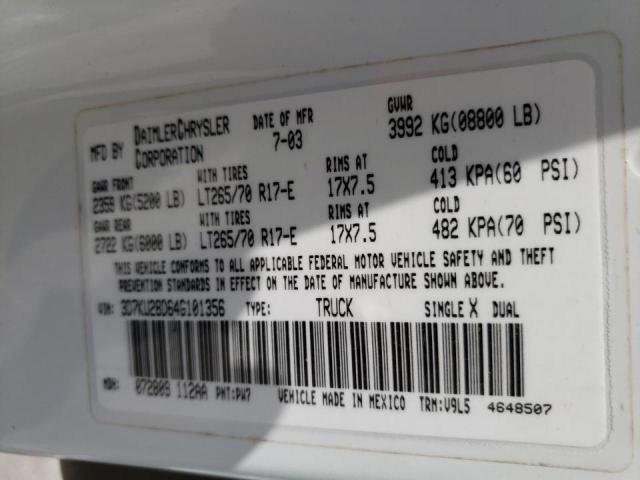 MFD BY DAIMLERCHRYSLER CORPORATION DATE OF MFR 7-03 GVWR 3992 KG(08800 LB)
GAWR FRONT WITH TIRES RIMS AT COLD
2359 KG(5200 LB) LT265/70 R17-E 17X7.5 413 KPA(60 PSI)
GAWR REAR WITH TIRES RIMS AT COLD
2722 KG(6000 LB) LT265/70 R17-E 17X7.5 482 KPA(70 PSI)
THIS VEHICLE CONFORMS TO ALL APPLICABLE FEDERAL MOTOR VEHICLE SAFETY AND THEFT
PREVENTION STANDARDS IN EFFECT ON THE DATE OF MANUFACTURE SHOWN ABOVE.
VIN: 3D7KU28D64G101356 TYPE: TRUCK SINGLE X DUAL
MDH: 072809 112AA PNT:PW7 VEHICLE MADE IN MEXICO TRM:V9L5 4648507